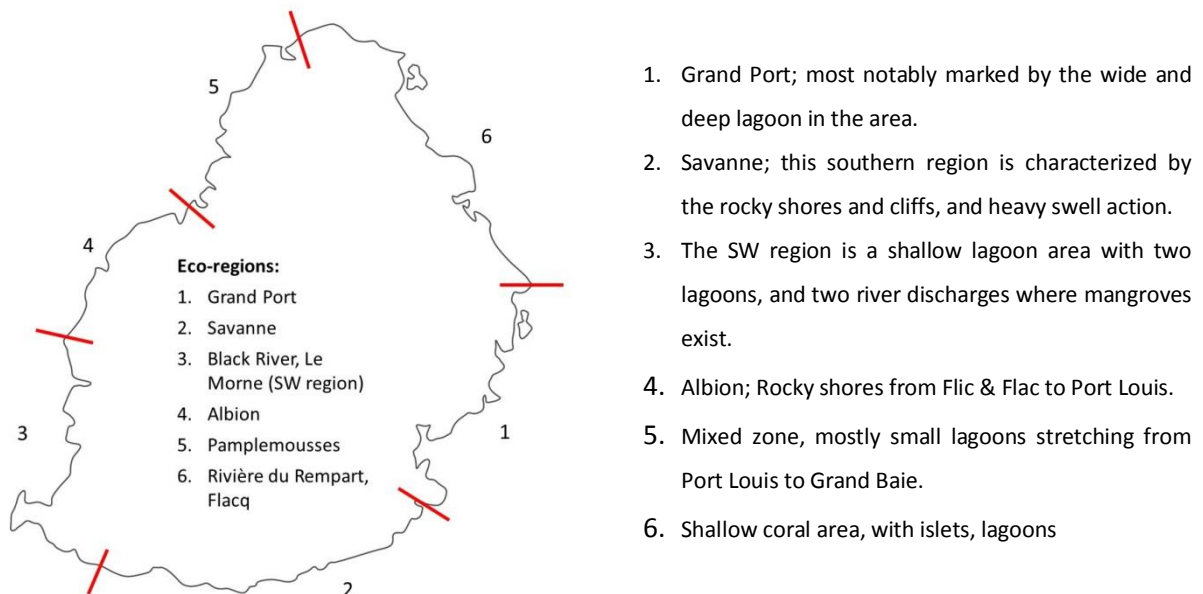 5
6
4
3
1
2
Eco-regions:
1. Grand Port
2. Savanne
3. Black River, Le
Morne (SW region)
4. Albion
5. Pamplemousses
6. Rivière du Rempart,
Flacq
1. Grand Port; most notably marked by the wide and
deep lagoon in the area.
2. Savanne; this southern region is characterized by
the rocky shores and cliffs, and heavy swell action.
3. The SW region is a shallow lagoon area with two
lagoons, and two river discharges where mangroves
exist.
4. Albion; Rocky shores from Flic & Flac to Port Louis.
5. Mixed zone, mostly small lagoons stretching from
Port Louis to Grand Baie.
6. Shallow coral area, with islets, lagoons